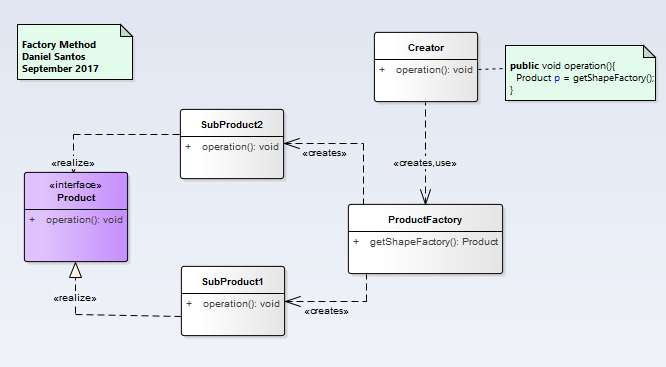 Factory Method
Daniel Santos
September 2017
Creator
+ operation(): void
public void operation(){
Product p = getShapeFactory();
}
SubProduct2
+ operation(): void
«realize»
«creates»
«creates,use»
«interface»
Product
+ operation(): void
ProductFactory
+ getShapeFactory(): Product
SubProduct1
+ operation(): void
«realize»
«creates»